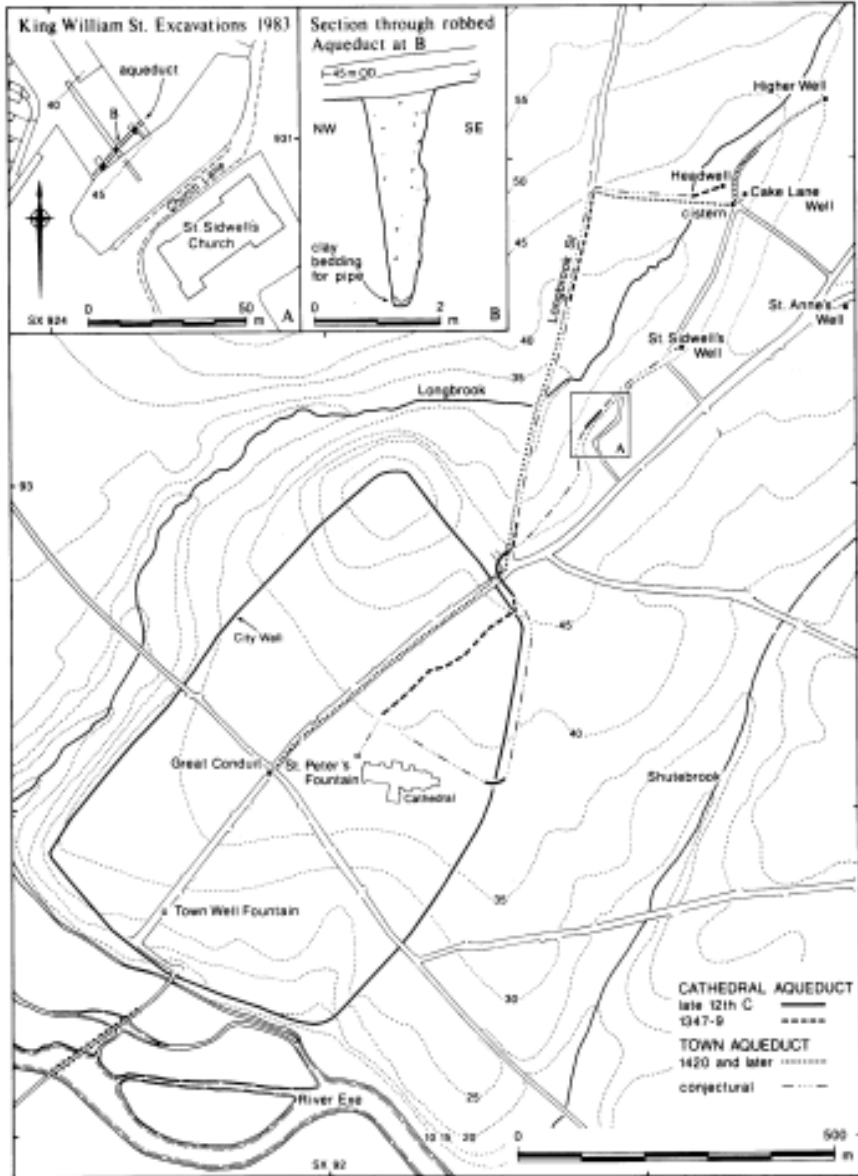 King William St. Excavations 1983
aqueduct
40
B
931
45
Chalin Lane
St. Sidwell's
Church
0 50
m
A
SX 924
Section through robbed
Aqueduct at B
45 m OD
NW SE
clay
bedding
for pipe
0 2
m
B
55
Higher Well
50
Headwell
Cake Lane
Well
cistern
45
Longbrook St
St. Anne's
Well
St Sidwell's
Well
40
35
Longbrook
A
93
City Wall
45
40
Great Conduit
St. Peter's
Fountain
Cathedral
Shutebrook
35
Town Well Fountain
30
CATHEDRAL AQUEDUCT
late 12th C
1347-9
TOWN AQUEDUCT
1420 and later
conjectural
25
River Exe
10 15 20
0 500
m
SX 92